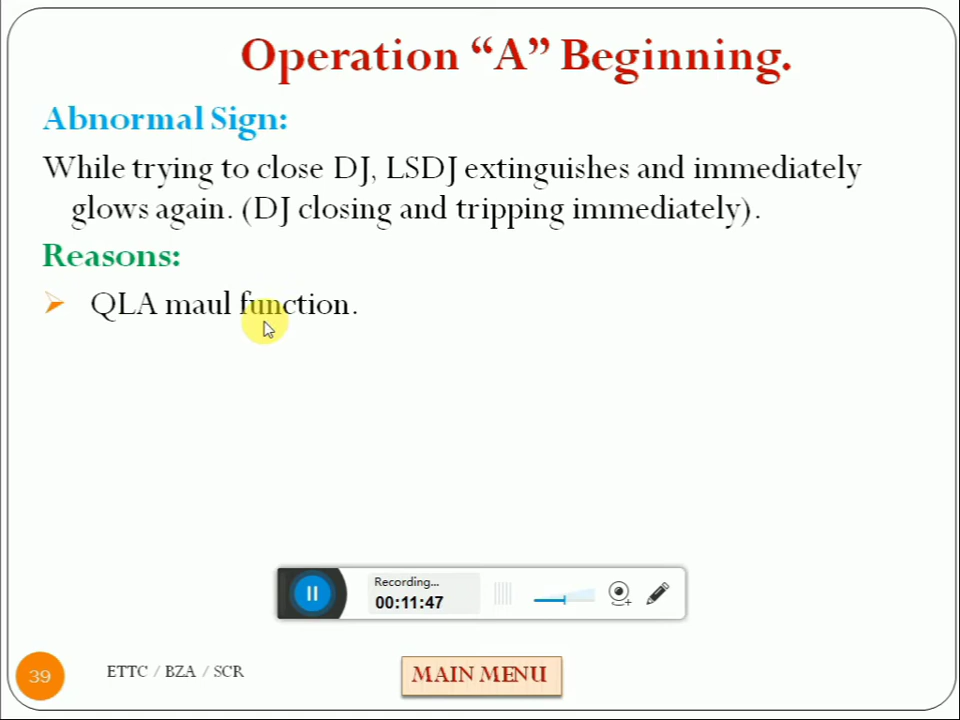 Operation “A” Beginning.
Abnormal Sign:
While trying to close DJ, LSDJ extinguishes and immediately
glows again. (DJ closing and tripping immediately).
Reasons:
QLA maul function.
Recording...
00:11:47
39
ETTC / BZA / SCR
MAIN MENU